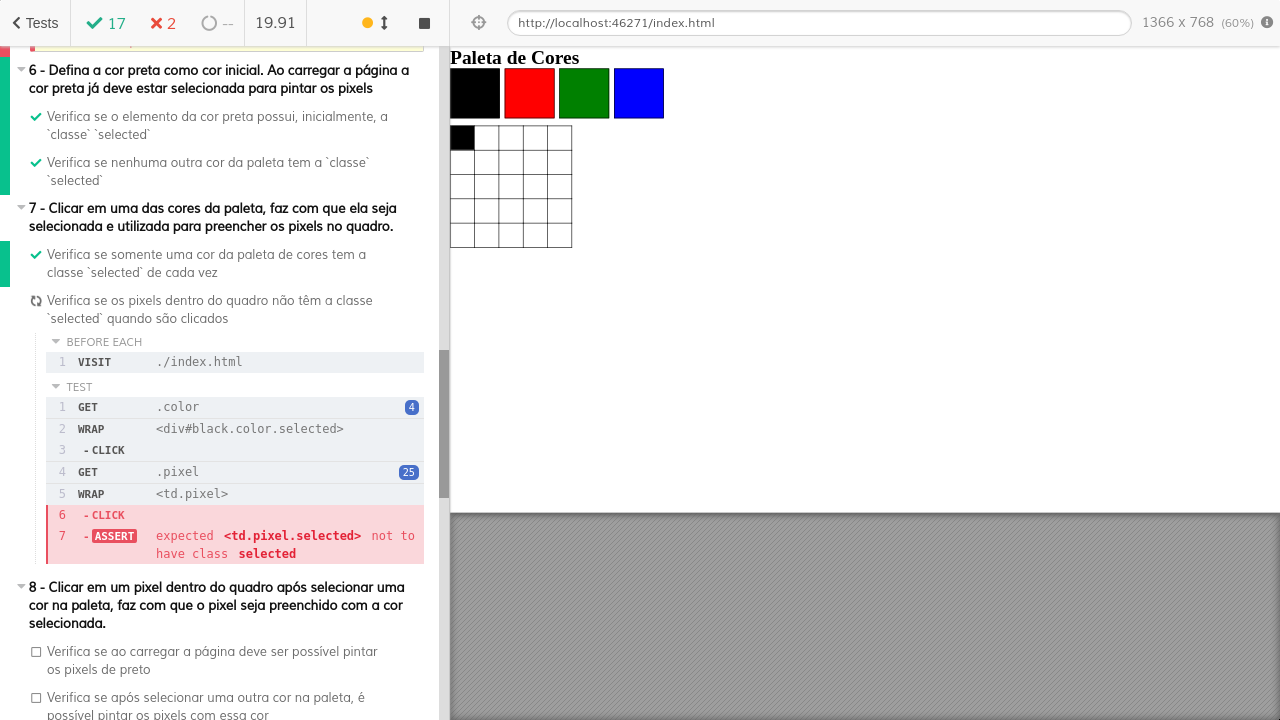 Tests 17 2 -- 19.91 http://localhost:46271/index.html 1366 x 768 (60%)
6 - Defina a cor preta como cor inicial. Ao carregar a página a
cor preta já deve estar selecionada para pintar os pixels
Verifica se o elemento da cor preta possui, inicialmente, a
`classe` `selected`
Verifica se nenhuma outra cor da paleta tem a `classe`
`selected`
7 - Clicar em uma das cores da paleta, faz com que ela seja
selecionada e utilizada para preencher os pixels no quadro.
Verifica se somente uma cor da paleta de cores tem a
classe `selected` de cada vez
Verifica se os pixels dentro do quadro não têm a classe
`selected` quando são clicados
BEFORE EACH
1 VISIT ./index.html
TEST
1 GET .color 4
2 WRAP <div#black.color.selected>
3 -CLICK
4 GET .pixel 25
5 WRAP <td.pixel>
6 -CLICK
7 -ASSERT expected <td.pixel.selected> not to
have class selected
8 - Clicar em um pixel dentro do quadro após selecionar uma
cor na paleta, faz com que o pixel seja preenchido com a cor
selecionada.
Verifica se ao carregar a página deve ser possível pintar
os pixels de preto
Verifica se após selecionar uma outra cor na paleta, é
possível pintar os pixels com essa cor
Paleta de Cores